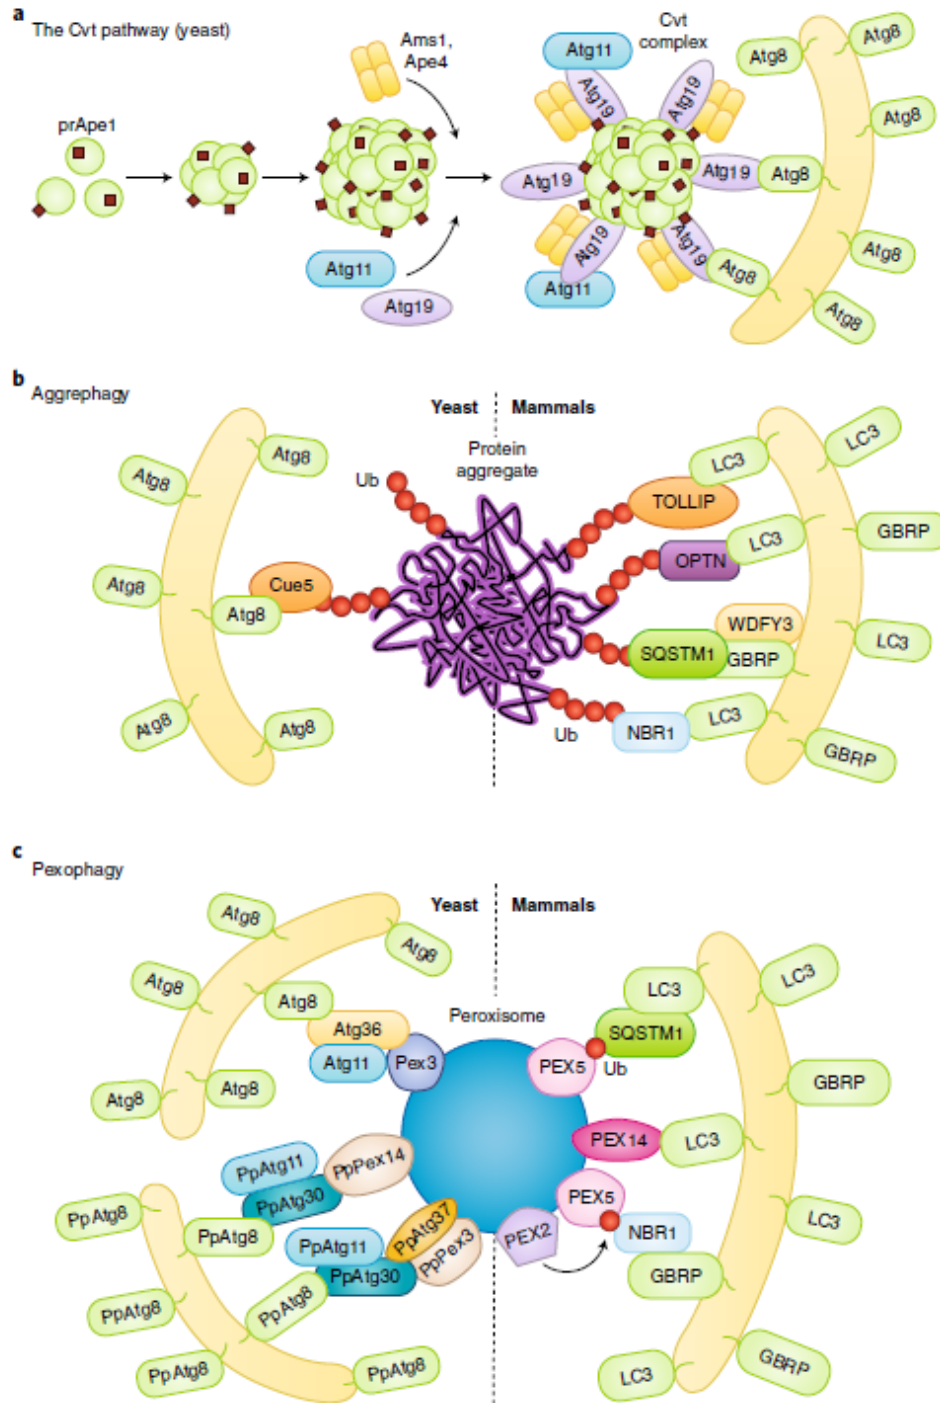 a
The Cvt pathway (yeast)
prApe1
Ams1,
Ape4
Atg11
Atg19
Cvt
complex
Atg11
Atg19
Atg19
Atg19
Atg19
Atg19
Atg11
Atg19
Atg8
Atg8
Atg8
Atg8
Atg8
Atg8
Atg8
b
Aggrephagy
Yeast
Mammals
Protein
aggregate
Ub
Atg8
Atg8
Atg8
Atg8
Cue5
Atg8
Atg8
LC3
LC3
TOLLIP
OPTN
LC3
GBRP
WDFY3
SQSTM1
GBRP
LC3
Ub
NBR1
LC3
GBRP
c
Pexophagy
Yeast
Mammals
Peroxisome
Atg8
Atg8
Atg8
Atg8
Atg36
Atg11
Pex3
Atg8
Atg8
PpAtg11
PpPex14
PpAtg30
PpAtg8
PpAtg8
PpAtg11
PpAtg37
PpAtg30
PpPex3
PpAtg8
PpAtg8
PpAtg8
PpAtg8
LC3
LC3
SQSTM1
PEX5
Ub
GBRP
PEX14
LC3
PEX5
PEX2
NBR1
LC3
GBRP
LC3
GBRP